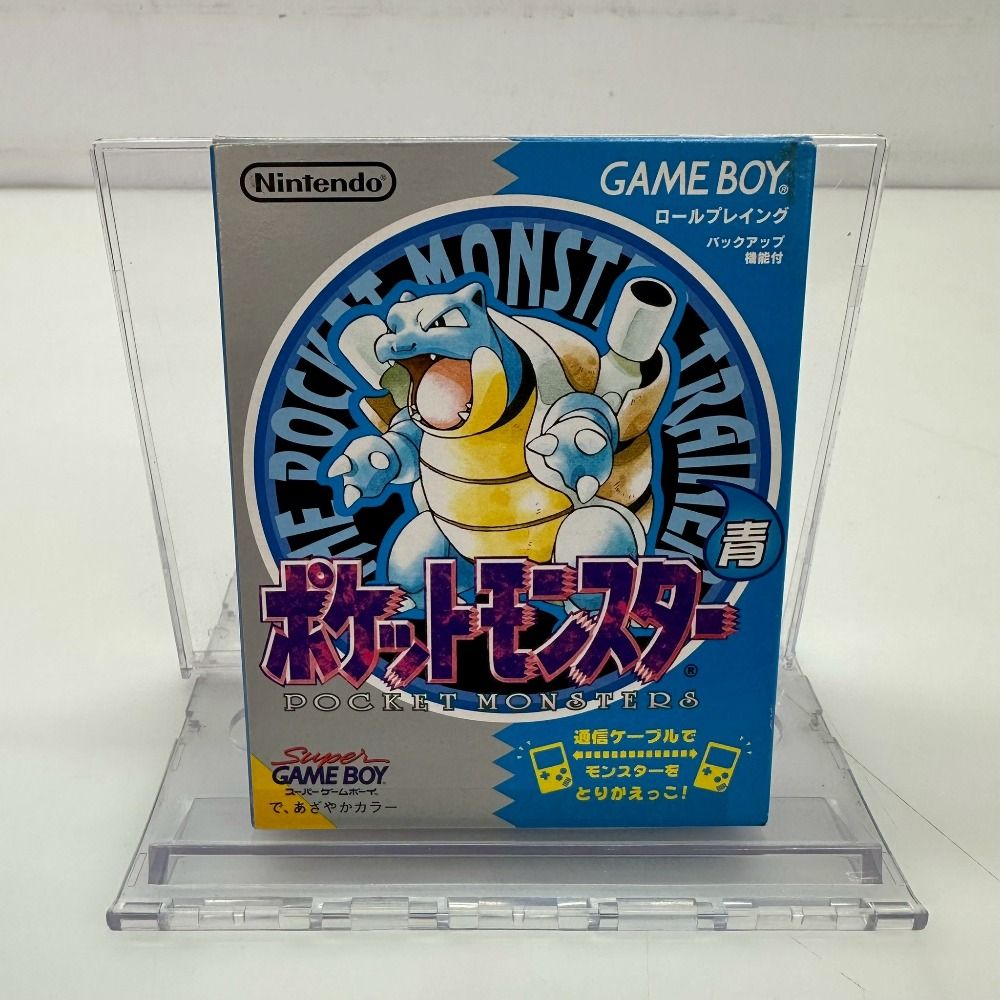 Nintendo®
GAME BOY®
ロールプレイング
バックアップ
機能付
THE POCKET MONSTER TRAINER
青
ポケットモンスター®
POCKET MONSTERS
通信ケーブルで
モンスターを
とりかえっこ!
Super
GAME BOY
スーパーゲームボーイ
で、あざやかカラー